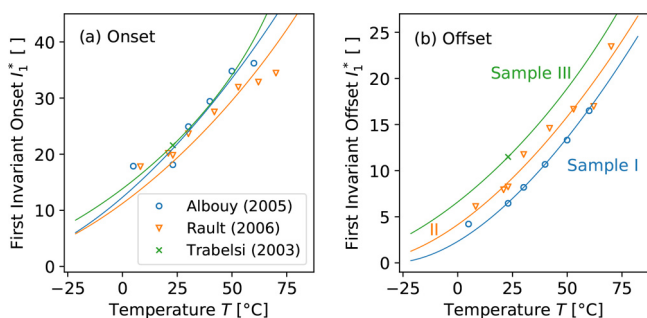 (a) Onset
First Invariant Onset I₁* [ ]
40
30
20
10
0
Albouy (2005)
Rault (2006)
Trabelsi (2003)
−25
0
25
50
75
Temperature T [°C]
(b) Offset
First Invariant Offset I₁* [ ]
25
20
15
10
5
0
Sample III
Sample I
II
−25
0
25
50
75
Temperature T [°C]